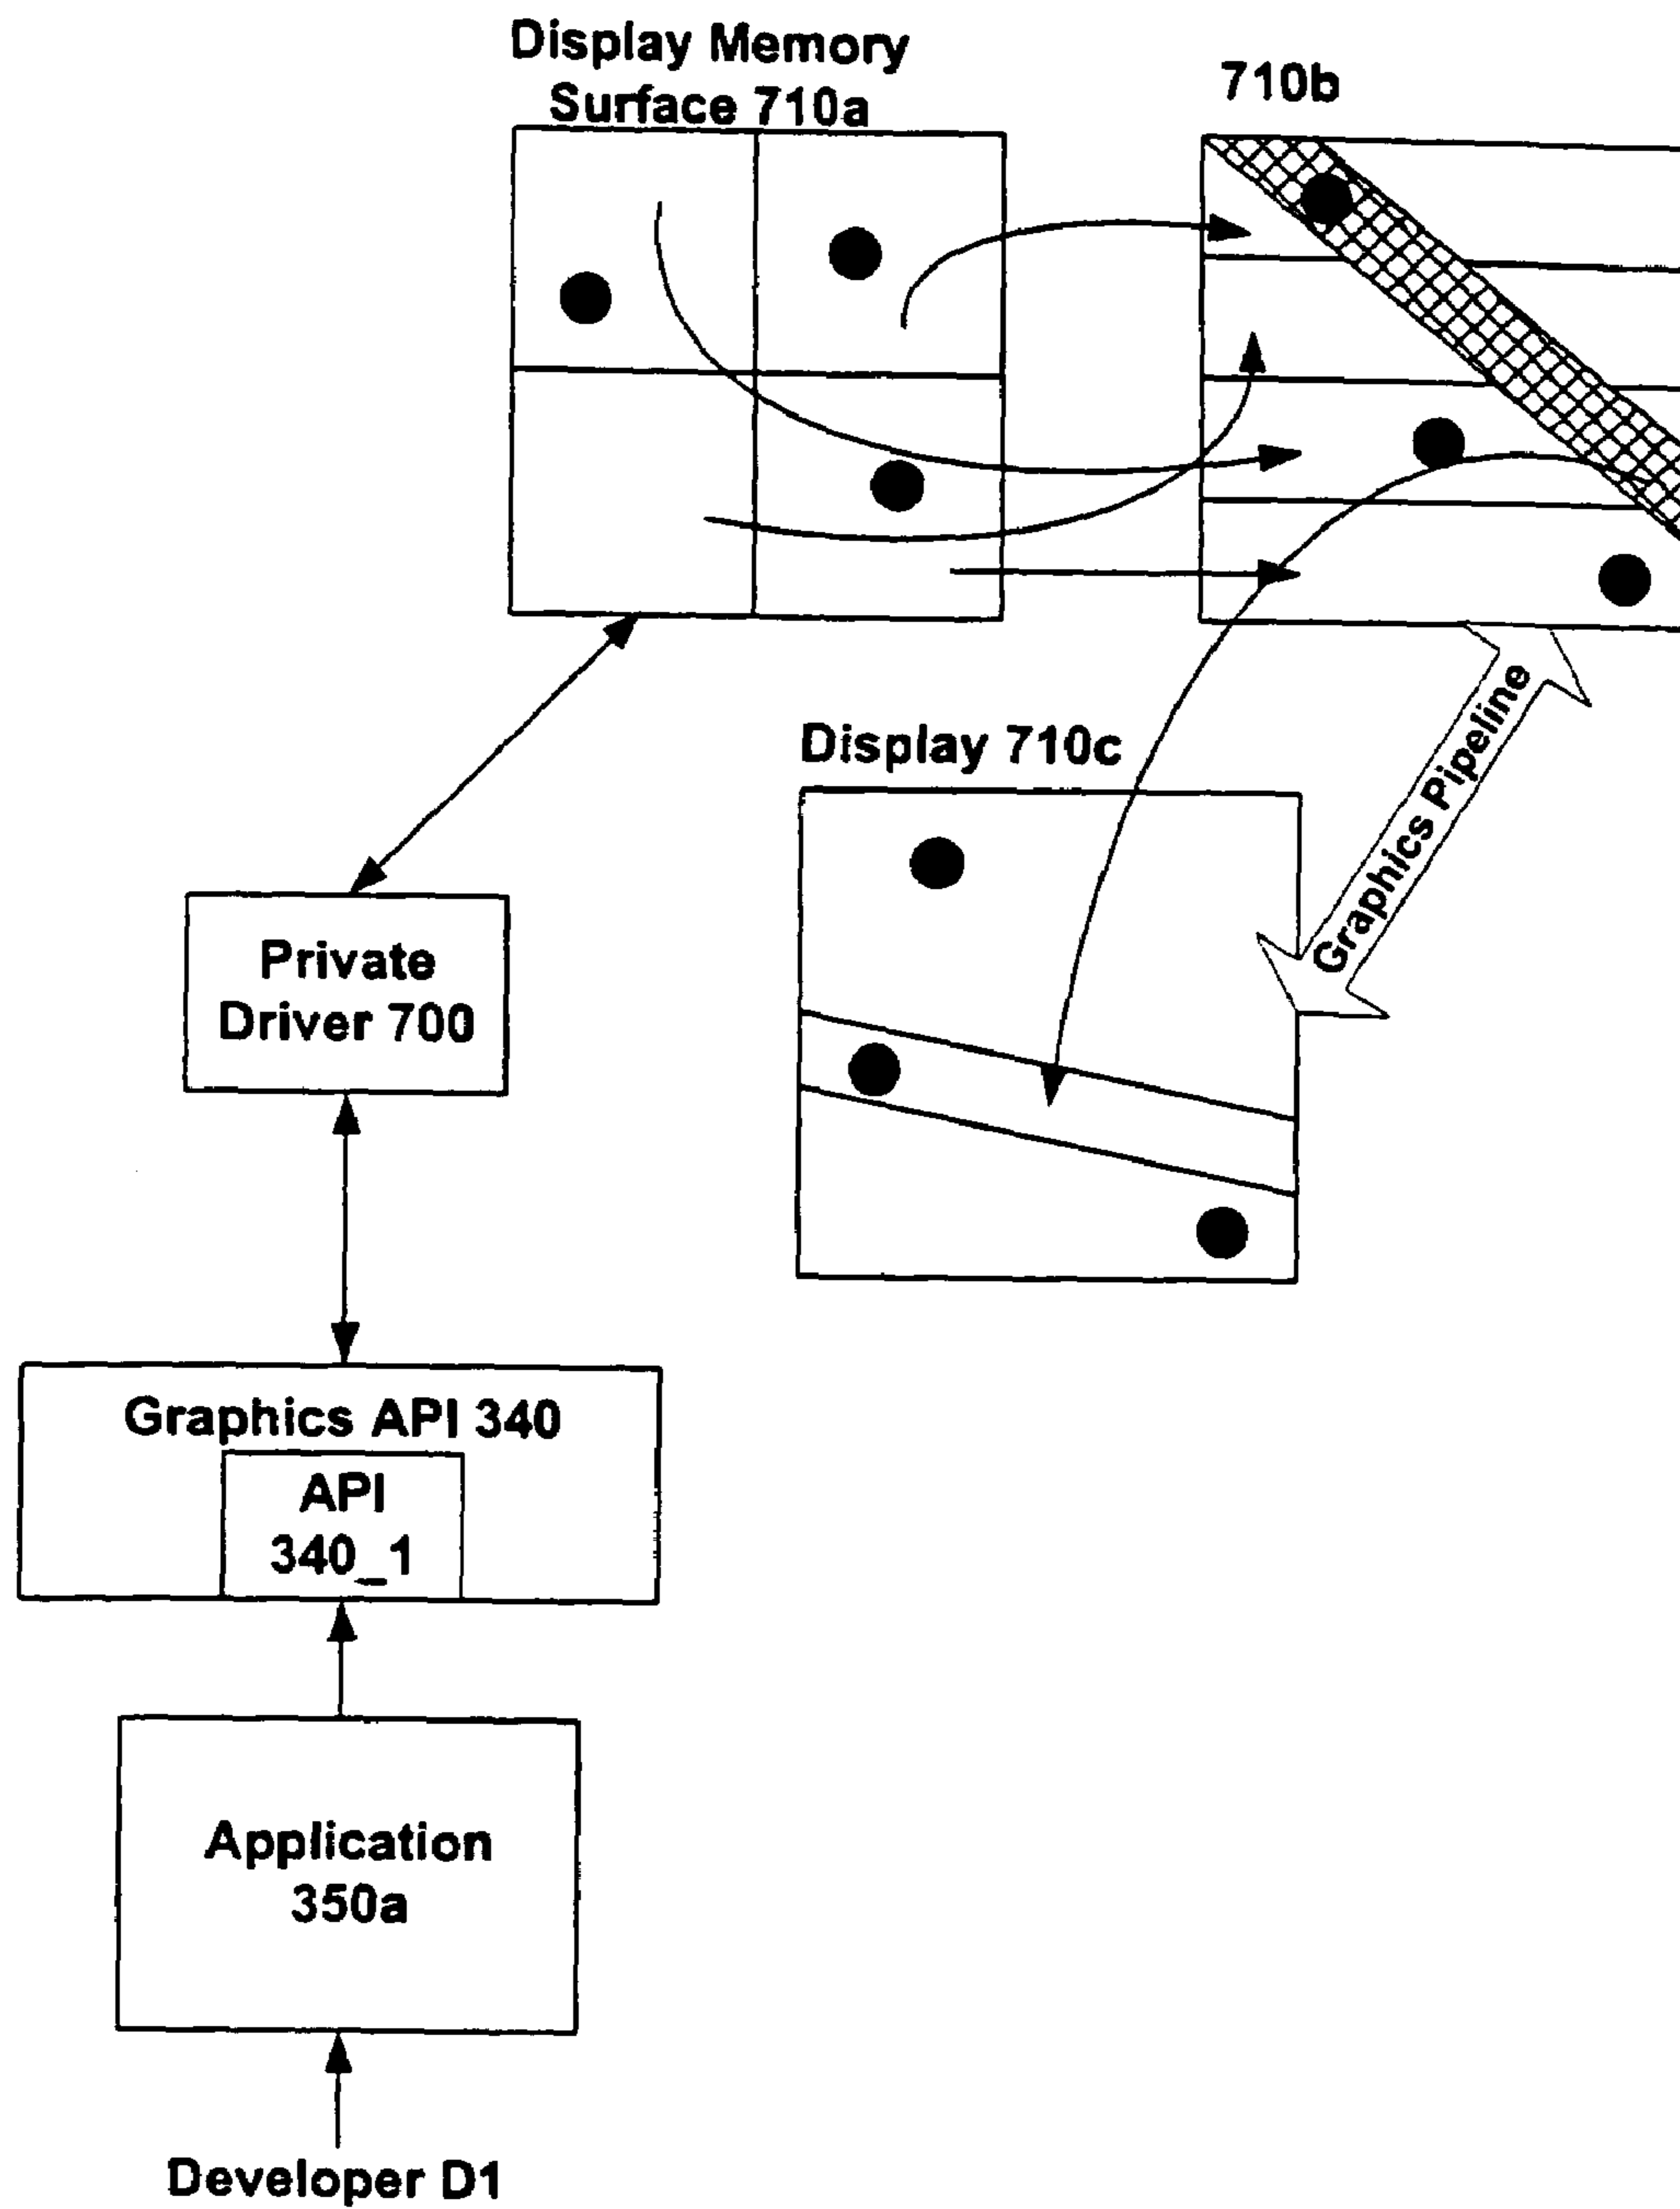 Display Memory
Surface 710a
710b
Display 710c
Graphics Pipeline
Private
Driver 700
Graphics API 340
API
340_1
Application
350a
Developer D1